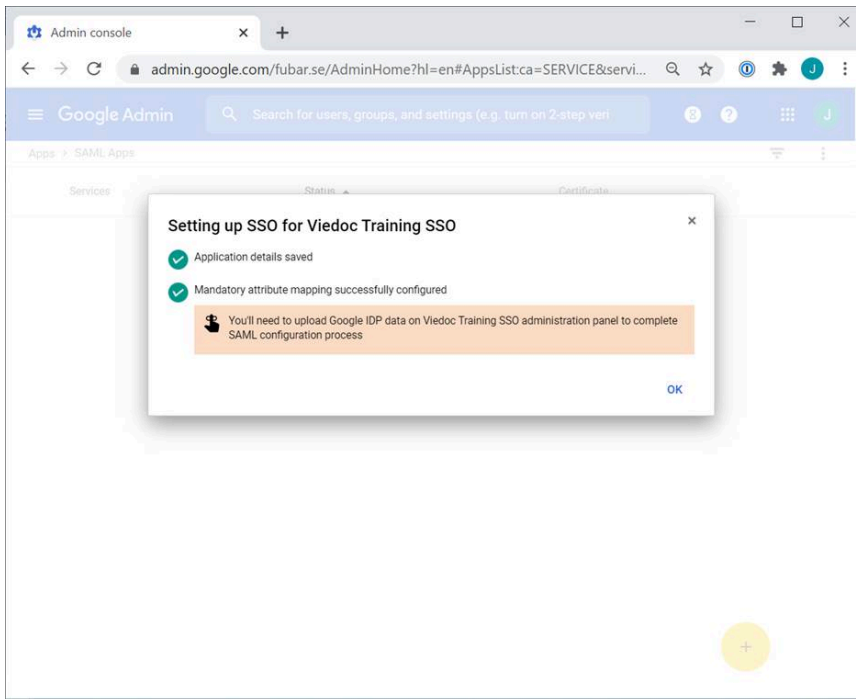 Admin console
admin.google.com/fubar.se/AdminHome?hl=en#AppsList:ca=SERVICE&servi...
J
Google Admin
Search for users, groups, and settings (e.g. turn on 2-step veri
8
?
J
Apps > SAML Apps
Services
Status
Certificate
Setting up SSO for Viedoc Training SSO
Application details saved
Mandatory attribute mapping successfully configured
You'll need to upload Google IDP data on Viedoc Training SSO administration panel to complete
SAML configuration process
OK